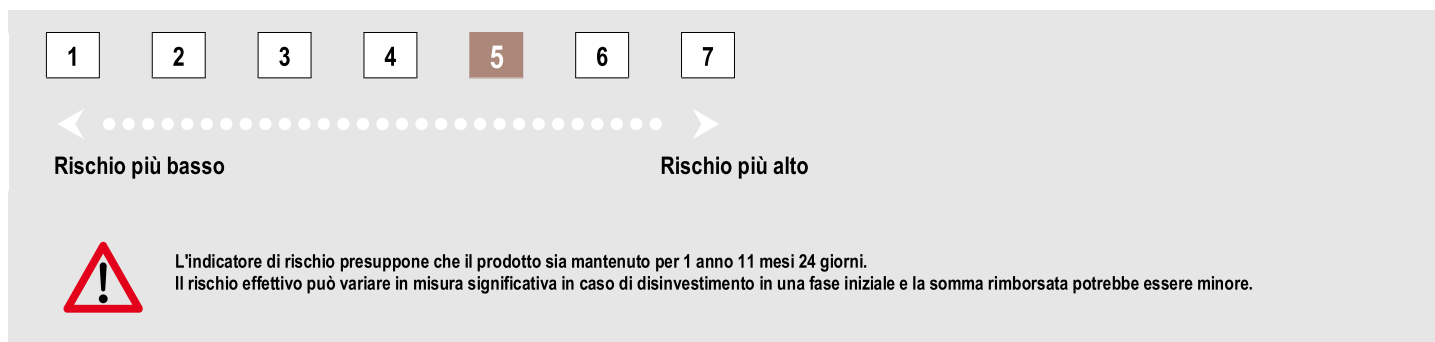 1 2 3 4 5 6 7
Rischio più basso Rischio più alto
L'indicatore di rischio presuppone che il prodotto sia mantenuto per 1 anno 11 mesi 24 giorni.
Il rischio effettivo può variare in misura significativa in caso di disinvestimento in una fase iniziale e la somma rimborsata potrebbe essere minore.